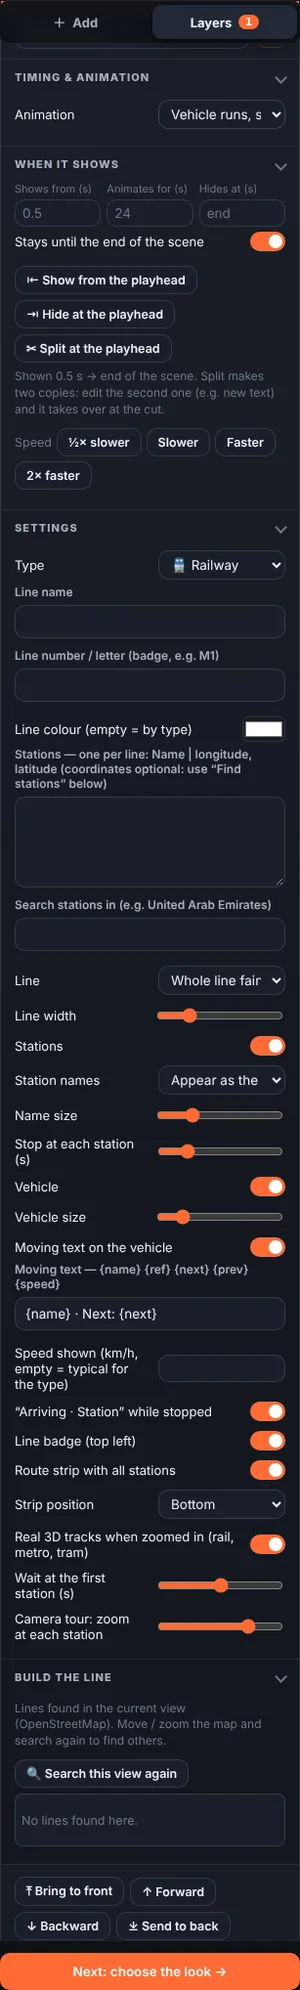 + Add
Layers 1
TIMING & ANIMATION
Animation
Vehicle runs, s
WHEN IT SHOWS
Shows from (s) Animates for (s) Hides at (s)
0.5 24 end
Stays until the end of the scene
⇤ Show from the playhead
⇥ Hide at the playhead
✂ Split at the playhead
Shown 0.5 s → end of the scene. Split makes
two copies: edit the second one (e.g. new text)
and it takes over at the cut.
Speed ½× slower Slower Faster
2× faster
SETTINGS
Type 🚆 Railway
Line name
Line number / letter (badge, e.g. M1)
Line colour (empty = by type)
Stations — one per line: Name | longitude,
latitude (coordinates optional: use “Find
stations” below)
Search stations in (e.g. United Arab Emirates)
Line Whole line fain
Line width
Stations
Station names Appear as the
Name size
Stop at each station
(s)
Vehicle
Vehicle size
Moving text on the vehicle
Moving text — {name} {ref} {next} {prev}
{speed}
{name} · Next: {next}
Speed shown (km/h,
empty = typical for
the type)
“Arriving · Station” while stopped
Line badge (top left)
Route strip with all stations
Strip position Bottom
Real 3D tracks when zoomed in (rail,
metro, tram)
Wait at the first
station (s)
Camera tour: zoom
at each station
BUILD THE LINE
Lines found in the current view
(OpenStreetMap). Move / zoom the map and
search again to find others.
🔍 Search this view again
No lines found here.
⤒ Bring to front ↑ Forward
↓ Backward ⤓ Send to back
Next: choose the look →